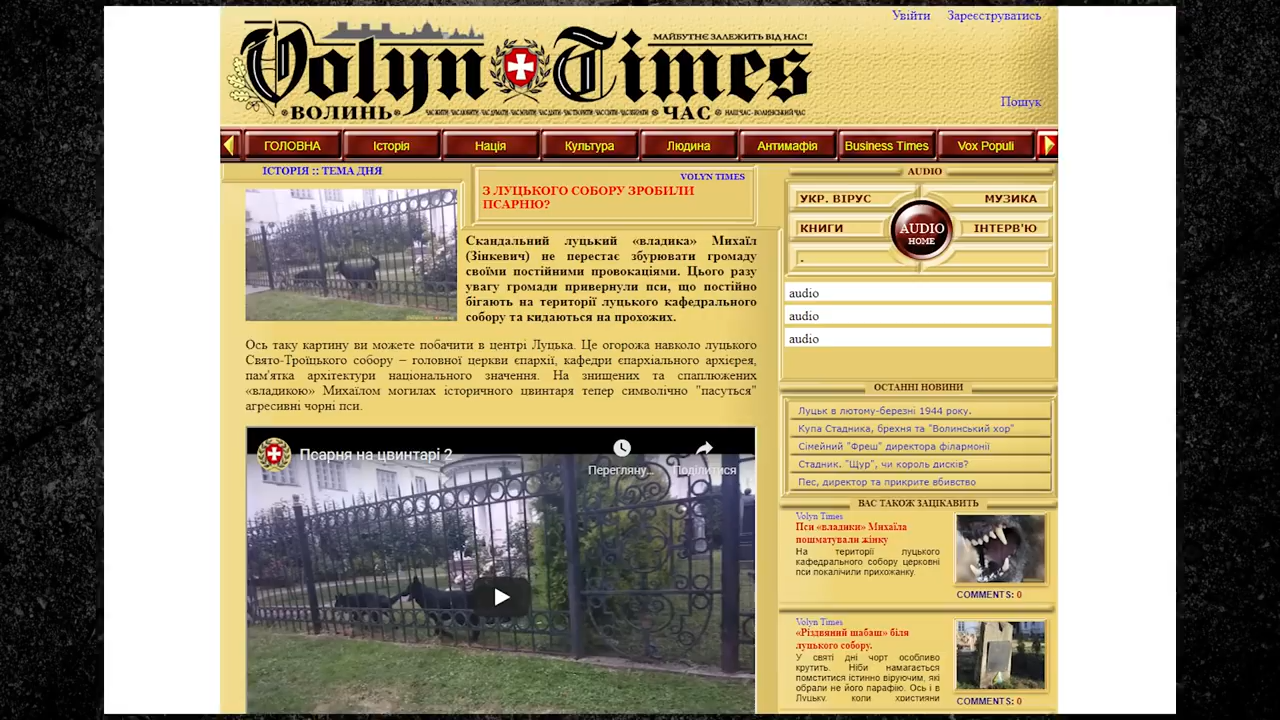 Увійти Зареєструватись
МАЙБУТНЄ ЗАЛЕЖИТЬ ВІД НАС!
Volyn Times
Пошук
ВОЛИНЬ ЧАС
ГОЛОВНА Історія Нація Культура Людина Антимафія Business Times Vox Populi
ІСТОРІЯ :: ТЕМА ДНЯ
VOLYN TIMES
З ЛУЦЬКОГО СОБОРУ ЗРОБИЛИ
ПСАРНЮ?
Скандальний луцький «владика» Михаїл
(Зінкевич) не перестає збурювати громаду
своїми постійними провокаціями. Цього разу
увагу громади привернули пси, що постійно
бігають на території луцького кафедрального
собору та кидаються на прохожих.
Ось таку картину ви можете побачити в центрі Луцька. Це огорожа навколо луцького
Свято-Троїцького собору – головної церкви єпархії, кафедри єпархіального архієрея,
пам'ятка архітектури національного значення. На знищених та спаплюжених
«владикою» Михаїлом могилах історичного цвинтаря тепер символічно "пасуться"
агресивні чорні пси.
Псарня на цвинтарі 2
Перегляну... Поділитися
AUDIO
УКР. ВІРУС МУЗИКА
КНИГИ ІНТЕРВ'Ю
AUDIO
HOME
.
audio
audio
audio
ОСТАННІ НОВИНИ
Луцьк в лютому-березні 1944 року.
Купа Стадника, брехня та "Волинський хор"
Сімейний "Фреш" директора філармонії
Стадник. "Щур", чи король дисків?
Пес, директор та прикрите вбивство
ВАС ТАКОЖ ЗАЦІКАВИТЬ
Volyn Times
Пси «владики» Михаїла
пошматували жінку
На території луцького
кафедрального собору церковні
пси покалічили прихожанку.
COMMENTS: 0
Volyn Times
«Різдвяний шабаш» біля
луцького собору.
У святі дні чорт особливо
крутить. Ніби намагається
помститися істинно віруючим, які
обрали не його парафію. Ось і в
Луцьку, коли християни
COMMENTS: 0